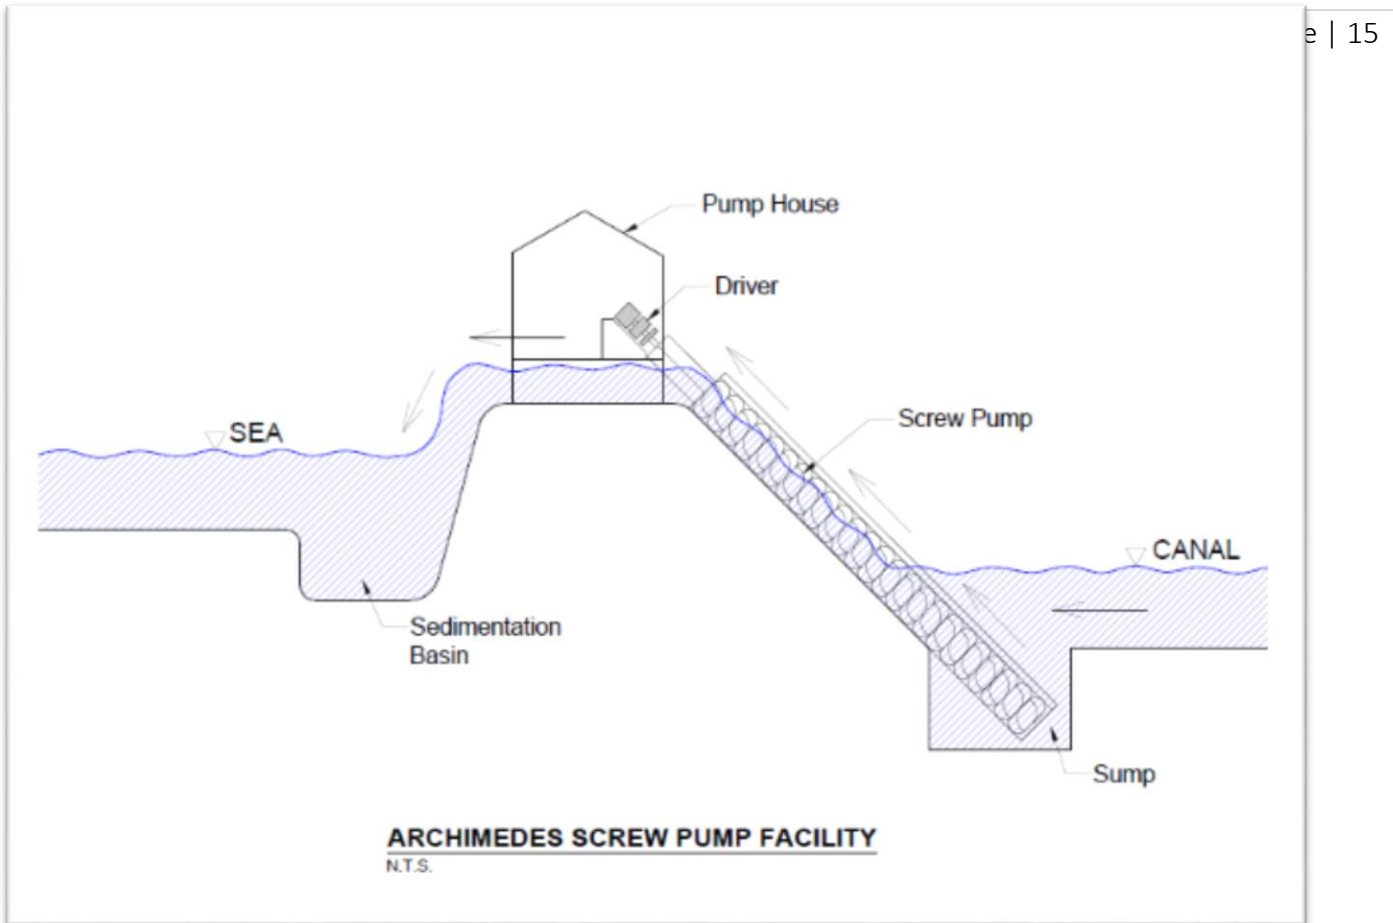 e | 15
Pump House
Driver
Screw Pump
SEA
CANAL
Sedimentation
Basin
Sump
ARCHIMEDES SCREW PUMP FACILITY
N.T.S.